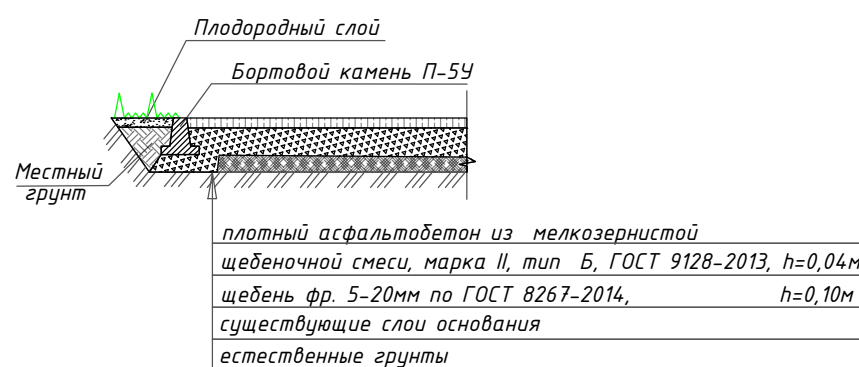 Плодородный слой
Бортовой камень П-5У
Местный
грунт
плотный асфальтобетон из мелкозернистой
щебеночной смеси, марка II, тип Б, ГОСТ 9128-2013, h=0,04м
щебень фр. 5-20мм по ГОСТ 8267-2014, h=0,10м
существующие слои основания
естественные грунты